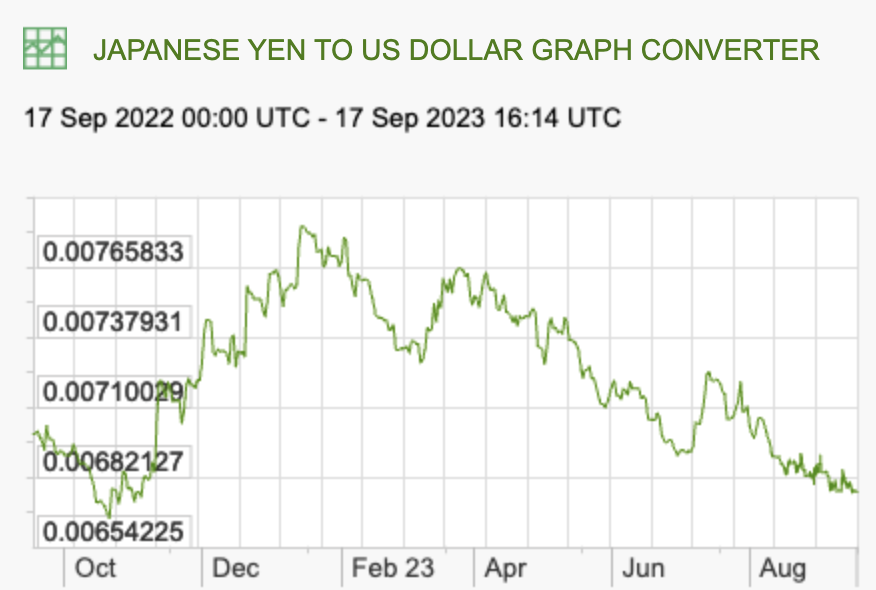 JAPANESE YEN TO US DOLLAR GRAPH CONVERTER
17 Sep 2022 00:00 UTC - 17 Sep 2023 16:14 UTC
0.00765833
0.00737931
0.00710029
0.00682127
0.00654225
Oct Dec Feb 23 Apr Jun Aug